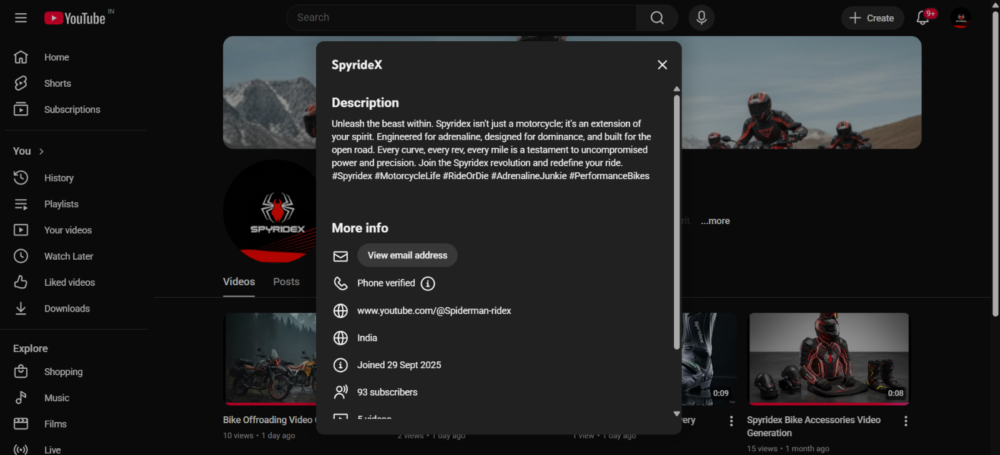 YouTube IN
Search
Create
9+
Home
Shorts
Subscriptions
You
History
Playlists
Your videos
Watch Later
Liked videos
Downloads
Explore
Shopping
Music
Films
Live
SpyrideX
Description
Unleash the beast within. Spyridex isn't just a motorcycle; it's an extension of
your spirit. Engineered for adrenaline, designed for dominance, and built for the
open road. Every curve, every rev, every mile is a testament to uncompromised
power and precision. Join the Spyridex revolution and redefine your ride.
#Spyridex #MotorcycleLife #RideOrDie #AdrenalineJunkie #PerformanceBikes
More info
View email address
Phone verified
www.youtube.com/@Spiderman-ridex
India
Joined 29 Sept 2025
93 subscribers
5 videos
SPYRIDEX
...more
Videos
Posts
Bike Offroading Video
10 views • 1 day ago
2 views • 1 day ago
spridex
0:09
1 view • 1 day ago
0:08
Spyridex Bike Accessories Video
Generation
15 views • 1 month ago